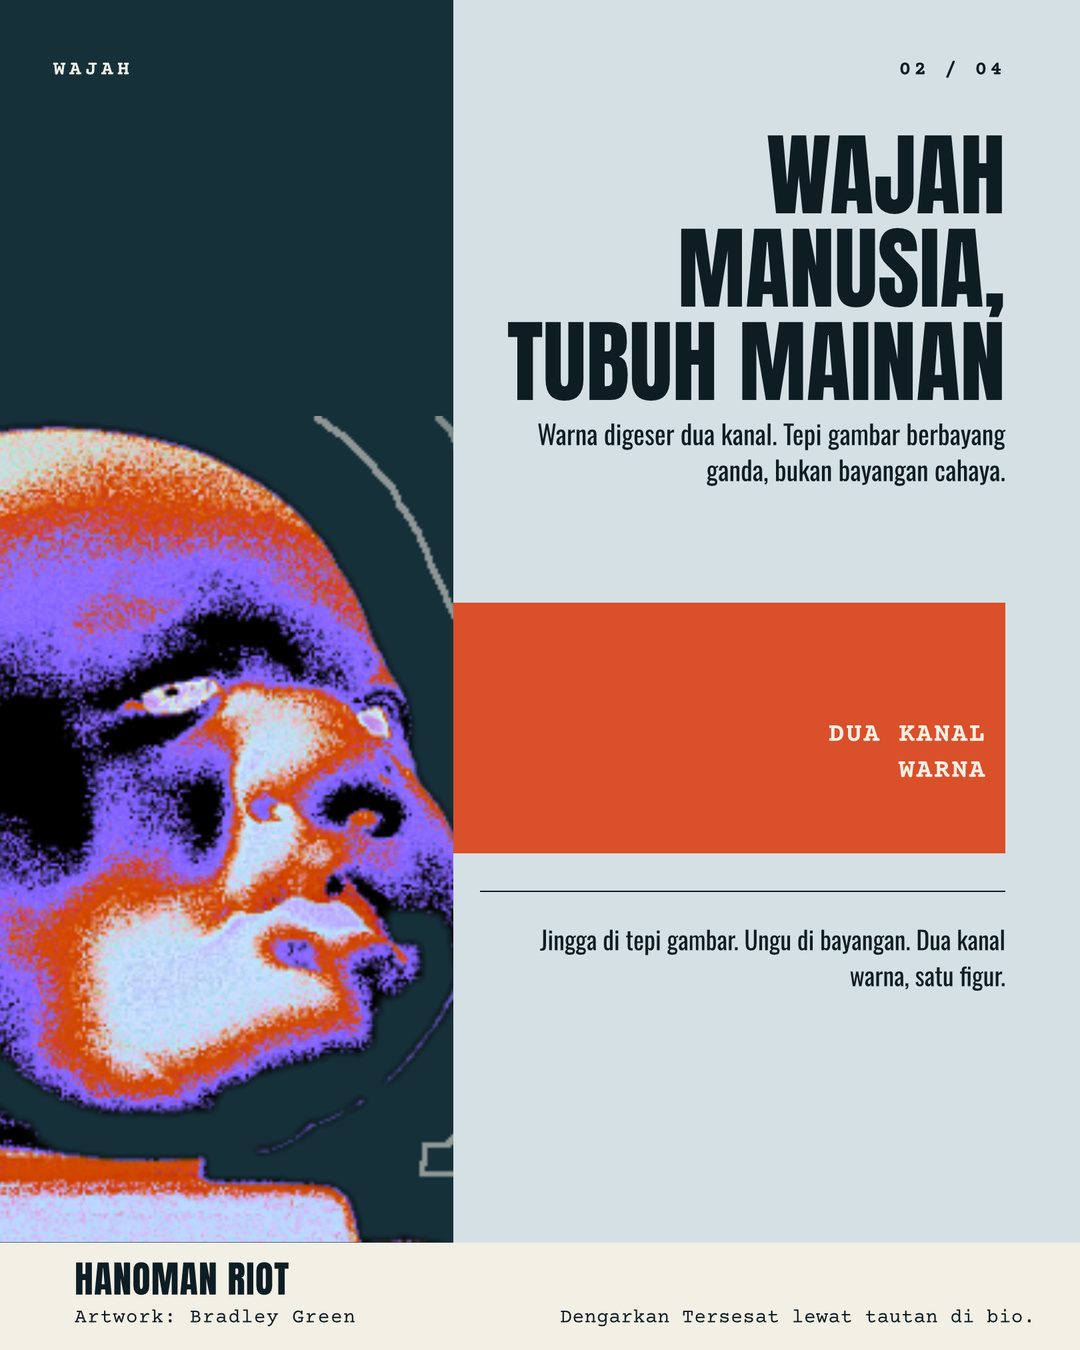 WAJAH
02 / 04
WAJAH
MANUSIA,
TUBUH MAINAN
Warna digeser dua kanal. Tepi gambar berbayang
ganda, bukan bayangan cahaya.
DUA KANAL
WARNA
Jingga di tepi gambar. Ungu di bayangan. Dua kanal
warna, satu figur.
HANOMAN RIOT
Artwork: Bradley Green
Dengarkan Tersesat lewat tautan di bio.